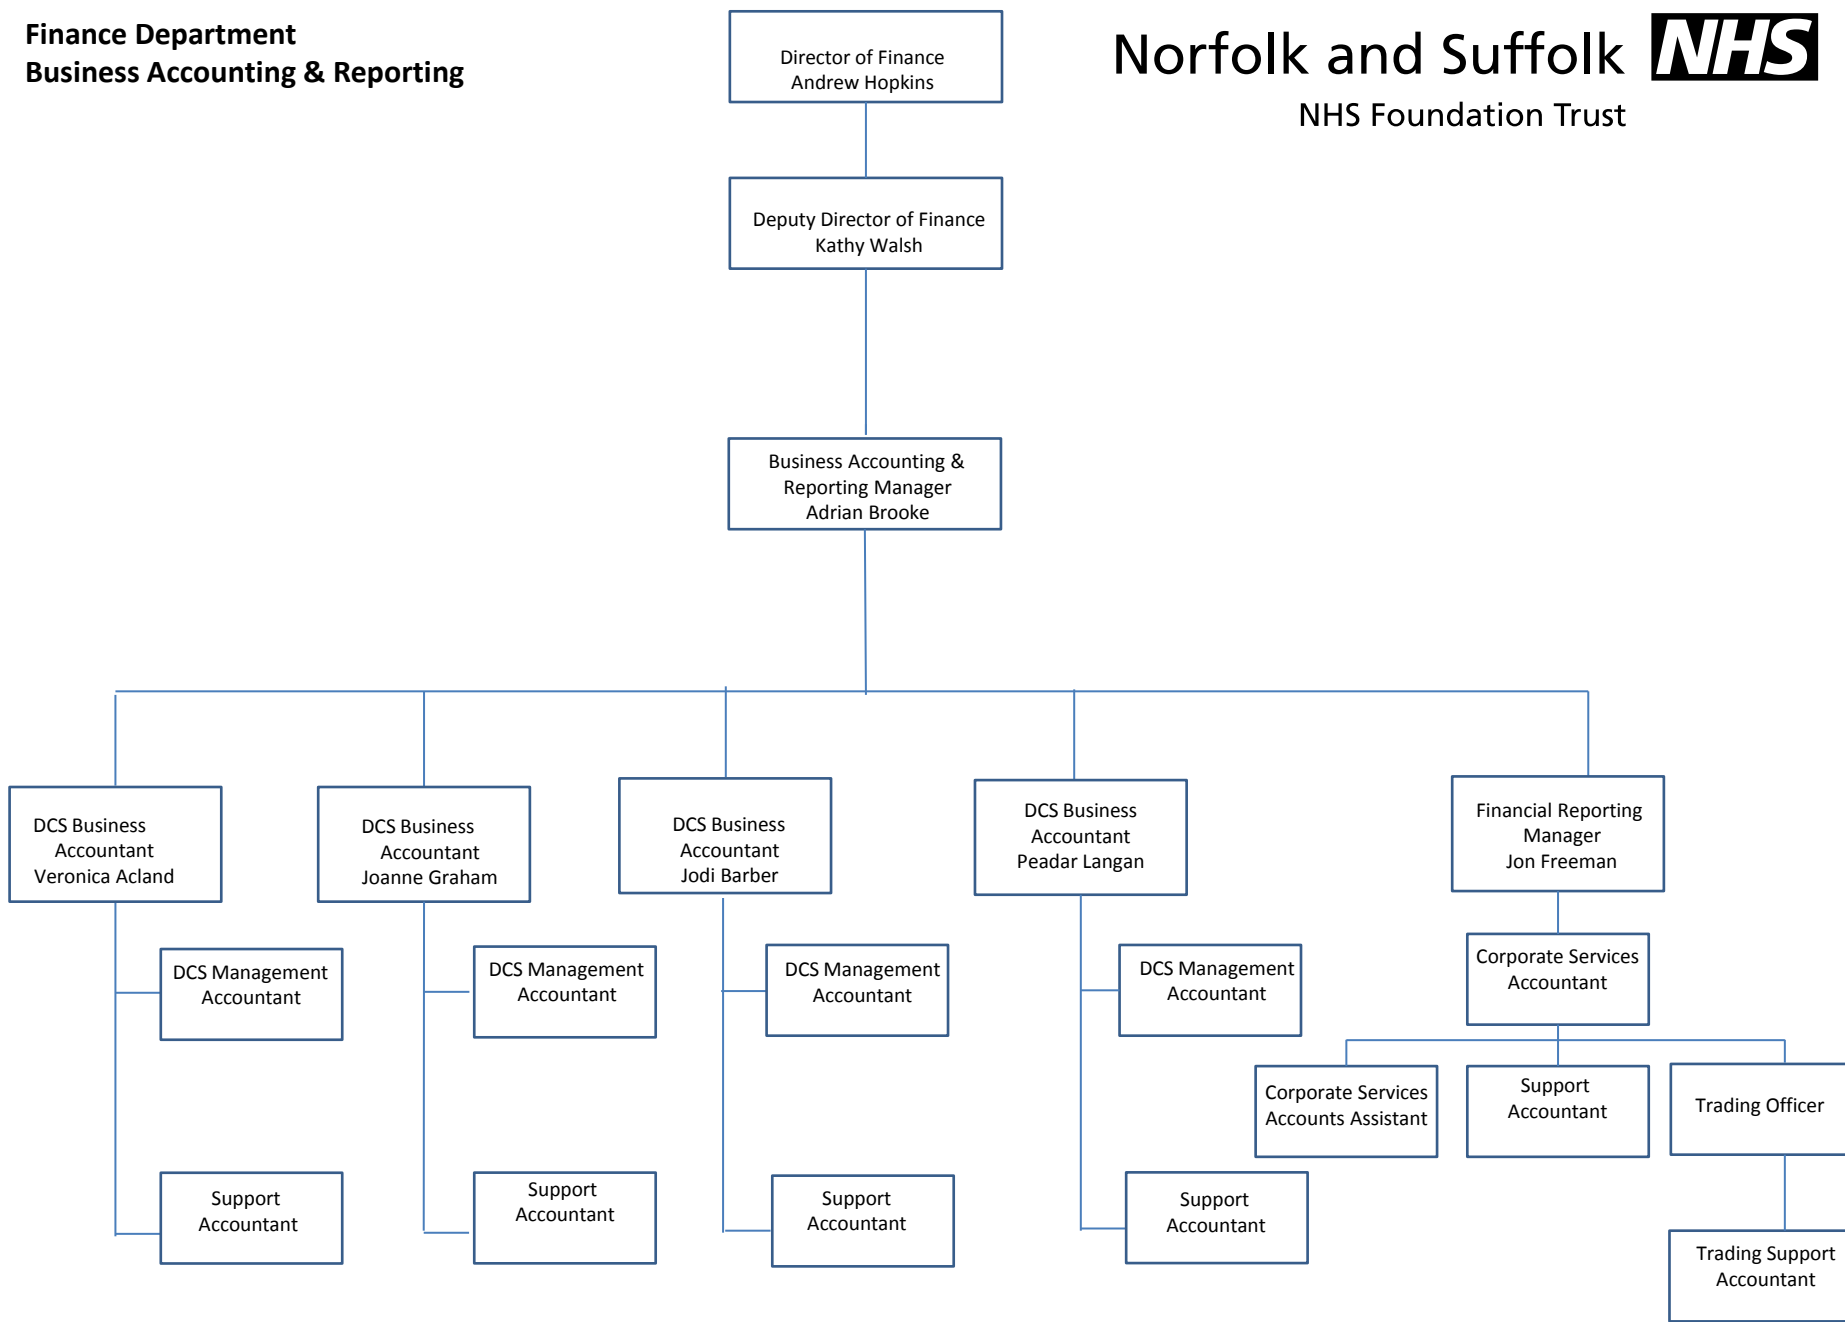 Finance Department
Business Accounting & Reporting
Norfolk and Suffolk NHS
NHS Foundation Trust
Director of Finance
Andrew Hopkins
Deputy Director of Finance
Kathy Walsh
Business Accounting &
Reporting Manager
Adrian Brooke
DCS Business
Accountant
Veronica Acland
DCS Business
Accountant
Joanne Graham
DCS Business
Accountant
Jodi Barber
DCS Business
Accountant
Peadar Langan
Financial Reporting
Manager
Jon Freeman
DCS Management
Accountant
DCS Management
Accountant
DCS Management
Accountant
DCS Management
Accountant
Corporate Services
Accountant
Corporate Services
Accounts Assistant
Support
Accountant
Trading Officer
Support
Accountant
Support
Accountant
Support
Accountant
Support
Accountant
Trading Support
Accountant